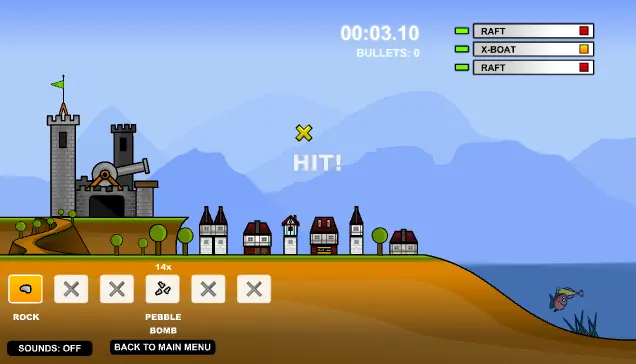 00:03.10
BULLETS: 0
RAFT
X-BOAT
RAFT
HIT!
14x
ROCK
PEBBLE
BOMB
SOUNDS: OFF
BACK TO MAIN MENU